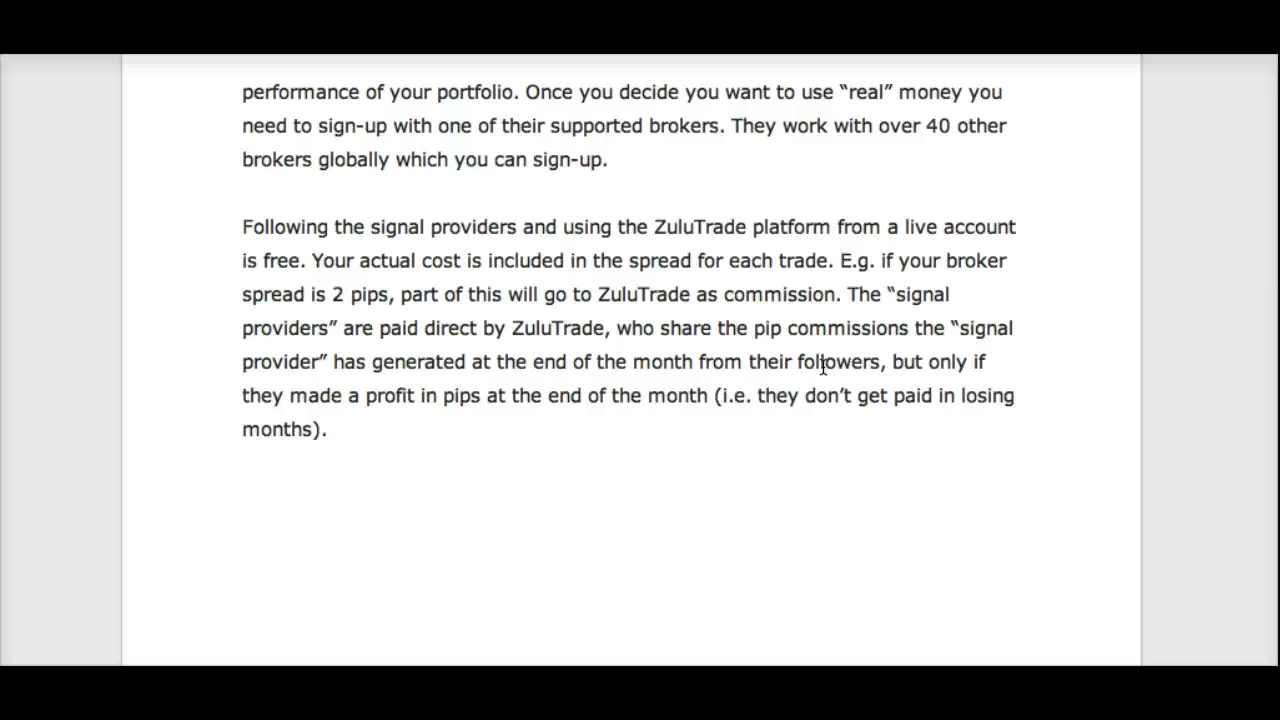 performance of your portfolio. Once you decide you want to use “real” money you
need to sign-up with one of their supported brokers. They work with over 40 other
brokers globally which you can sign-up.
Following the signal providers and using the ZuluTrade platform from a live account
is free. Your actual cost is included in the spread for each trade. E.g. if your broker
spread is 2 pips, part of this will go to ZuluTrade as commission. The “signal
providers” are paid direct by ZuluTrade, who share the pip commissions the “signal
provider” has generated at the end of the month from their followers, but only if
they made a profit in pips at the end of the month (i.e. they don’t get paid in losing
months).